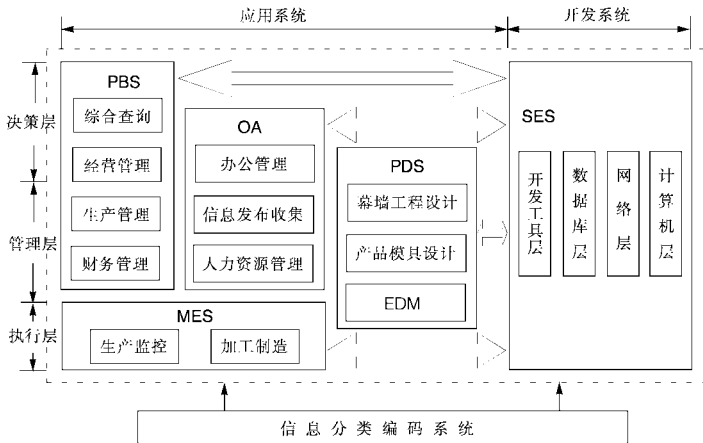 应用系统
开发系统
决策层
管理层
执行层
PBS
综合查询
经营管理
生产管理
财务管理
OA
办公管理
信息发布收集
人力资源管理
PDS
幕墙工程设计
产品模具设计
EDM
MES
生产监控
加工制造
SES
开发工具层
数据库层
网络层
计算机层
信息分类编码系统